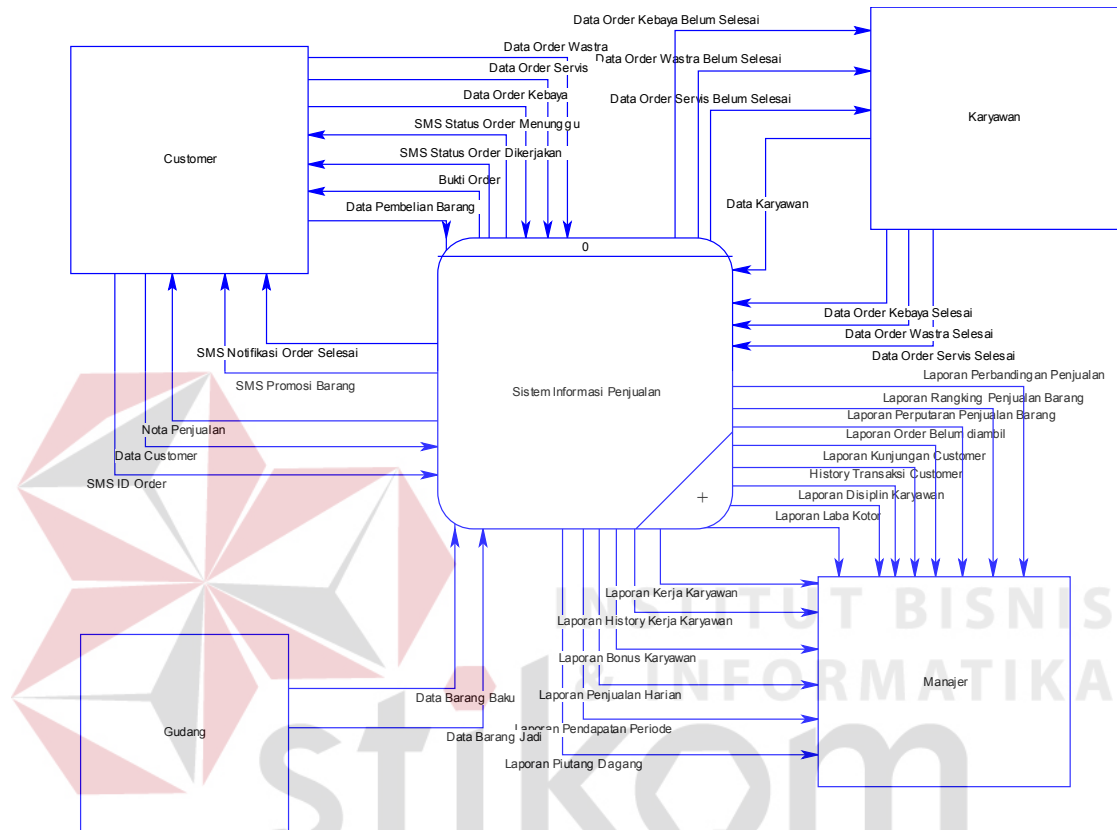 Data Order Kebaya Belum Selesai
Data Order Wastra
Data Order Wastra Belum Selesai
Data Order Servis
Data Order Kebaya
Data Order Servis Belum Selesai
Karyawan
SMS Status Order Menunggu
Customer
SMS Status Order Dikerjakan
Bukti Order
Data Pembelian Barang
Data Karyawan
0
Data Order Kebaya Selesai
Data Order Wastra Selesai
Data Order Servis Selesai
SMS Notifikasi Order Selesai
SMS Promosi Barang
Sistem Informasi Penjualan
Nota Penjualan
Data Customer
SMS ID Order
Laporan Perbandingan Penjualan
Laporan Rangking Penjualan Barang
Laporan Perputaran Penjualan Barang
Laporan Order Belum diambil
Laporan Kunjungan Customer
History Transaksi Customer
Laporan Disiplin Karyawan
Laporan Laba Kotor
+
Laporan Kerja Karyawan
Laporan History Kerja Karyawan
Laporan Bonus Karyawan
Laporan Penjualan Harian
Laporan Pendapatan Periode
Laporan Piutang Dagang
Manajer
Data Barang Baku
Data Barang Jadi
Gudang
INSTITUT BISNIS
& INFORMATIKA
stikom